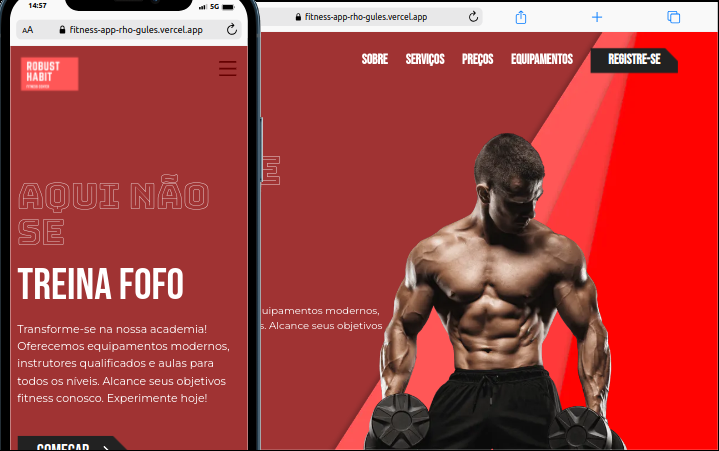 14:57
5G
AA
fitness-app-rho-gules.vercel.app
ROBUST
HABIT
AQUI NÃO
SE
TREINA FOFO
Transforme-se na nossa academia!
Oferecemos equipamentos modernos,
instrutores qualificados e aulas para
todos os níveis. Alcance seus objetivos
fitness conosco. Experimente hoje!
COMEÇAR
fitness-app-rho-gules.vercel.app
SOBRE
SERVIÇOS
PREÇOS
EQUIPAMENTOS
REGISTRE-SE
E
uipamentos modernos,
s. Alcance seus objetivos